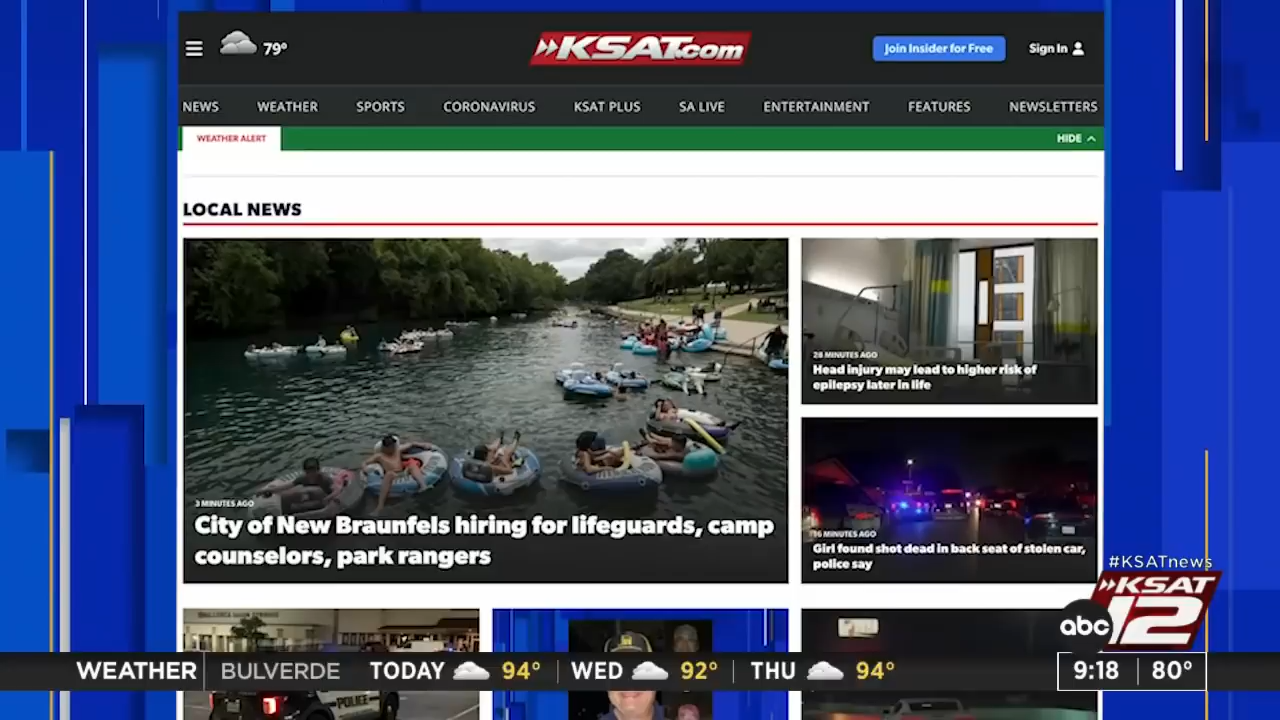 79°
KSAT.com
Join Insider for Free
Sign In
NEWS
WEATHER
SPORTS
CORONAVIRUS
KSAT PLUS
SA LIVE
ENTERTAINMENT
FEATURES
NEWSLETTERS
WEATHER ALERT
HIDE
LOCAL NEWS
3 MINUTES AGO
City of New Braunfels hiring for lifeguards, camp
counselors, park rangers
28 MINUTES AGO
Head injury may lead to higher risk of
epilepsy later in life
16 MINUTES AGO
Girl found shot dead in back seat of stolen car,
police say
POLICE
#KSATnews
KSAT
abc 12
WEATHER BULVERDE TODAY 94° WED 92° THU 94°
9:18 80°